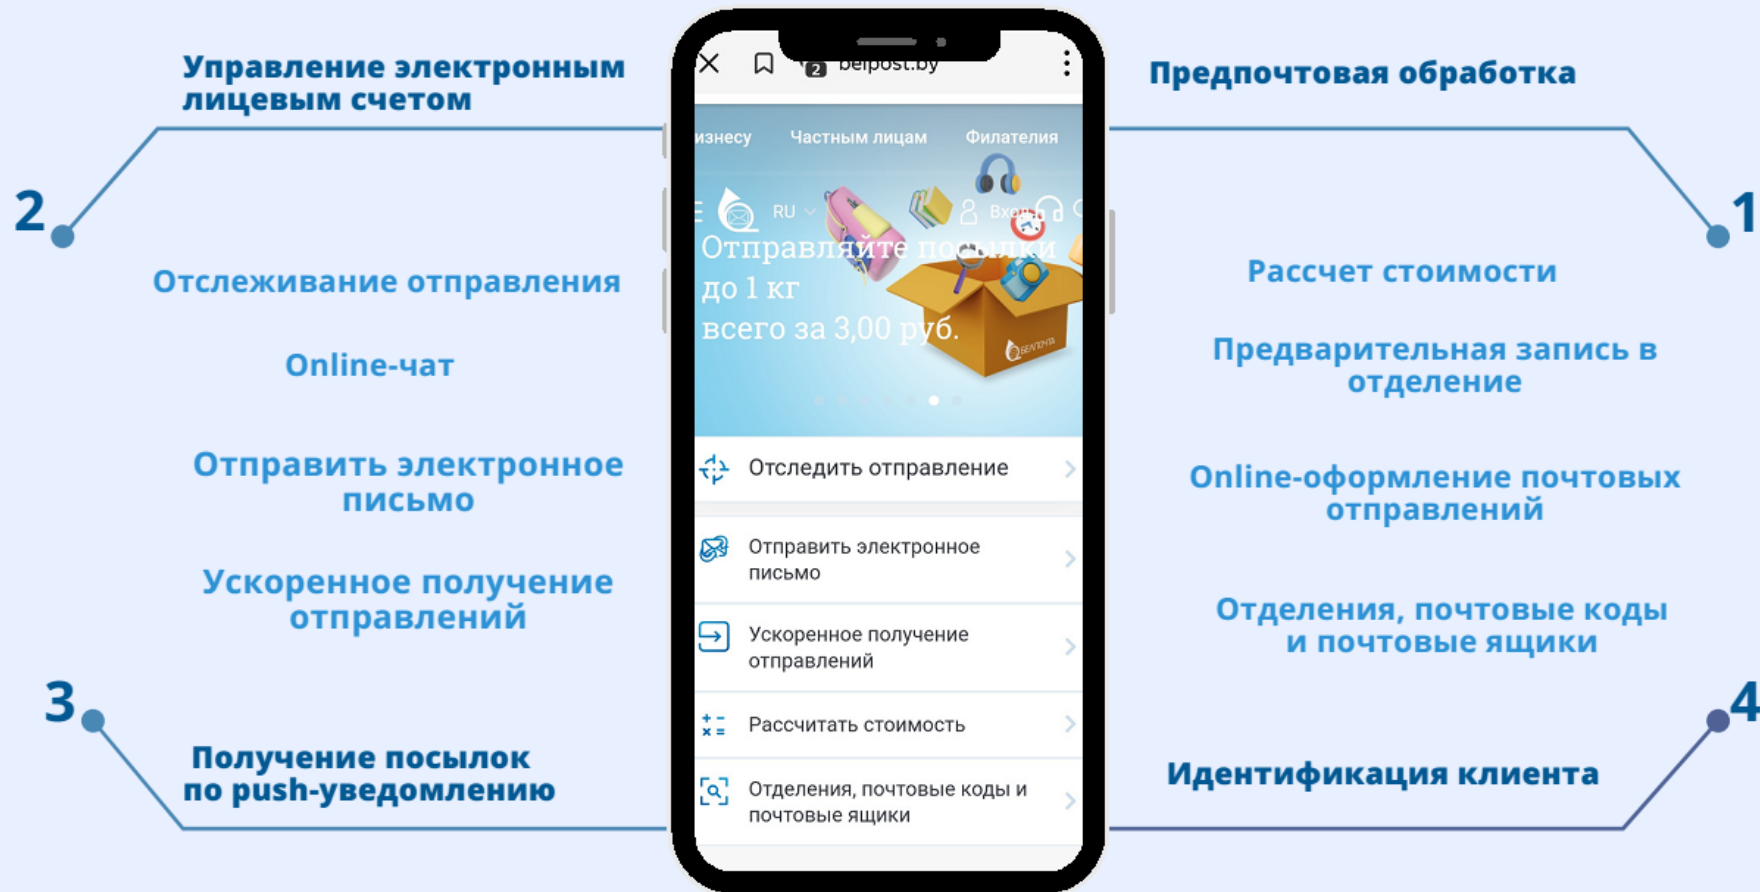 Управление электронным
лицевым счетом
2
Отслеживание отправления
Online-чат
Отправить электронное
письмо
Ускоренное получение
отправлений
3
Получение посылок
по push-уведомлению
2
belpost.by
изнесу Частным лицам Филателия
RU Вход
Отправляйте посылки
до 1 кг
всего за 3,00 руб.
БЕЛПОЧТА
Отследить отправление
Отправить электронное
письмо
Ускоренное получение
отправлений
Рассчитать стоимость
Отделения, почтовые коды и
почтовые ящики
Предпочтовая обработка
1
Рассчет стоимости
Предварительная запись в
отделение
Online-оформление почтовых
отправлений
Отделения, почтовые коды
и почтовые ящики
4
Идентификация клиента